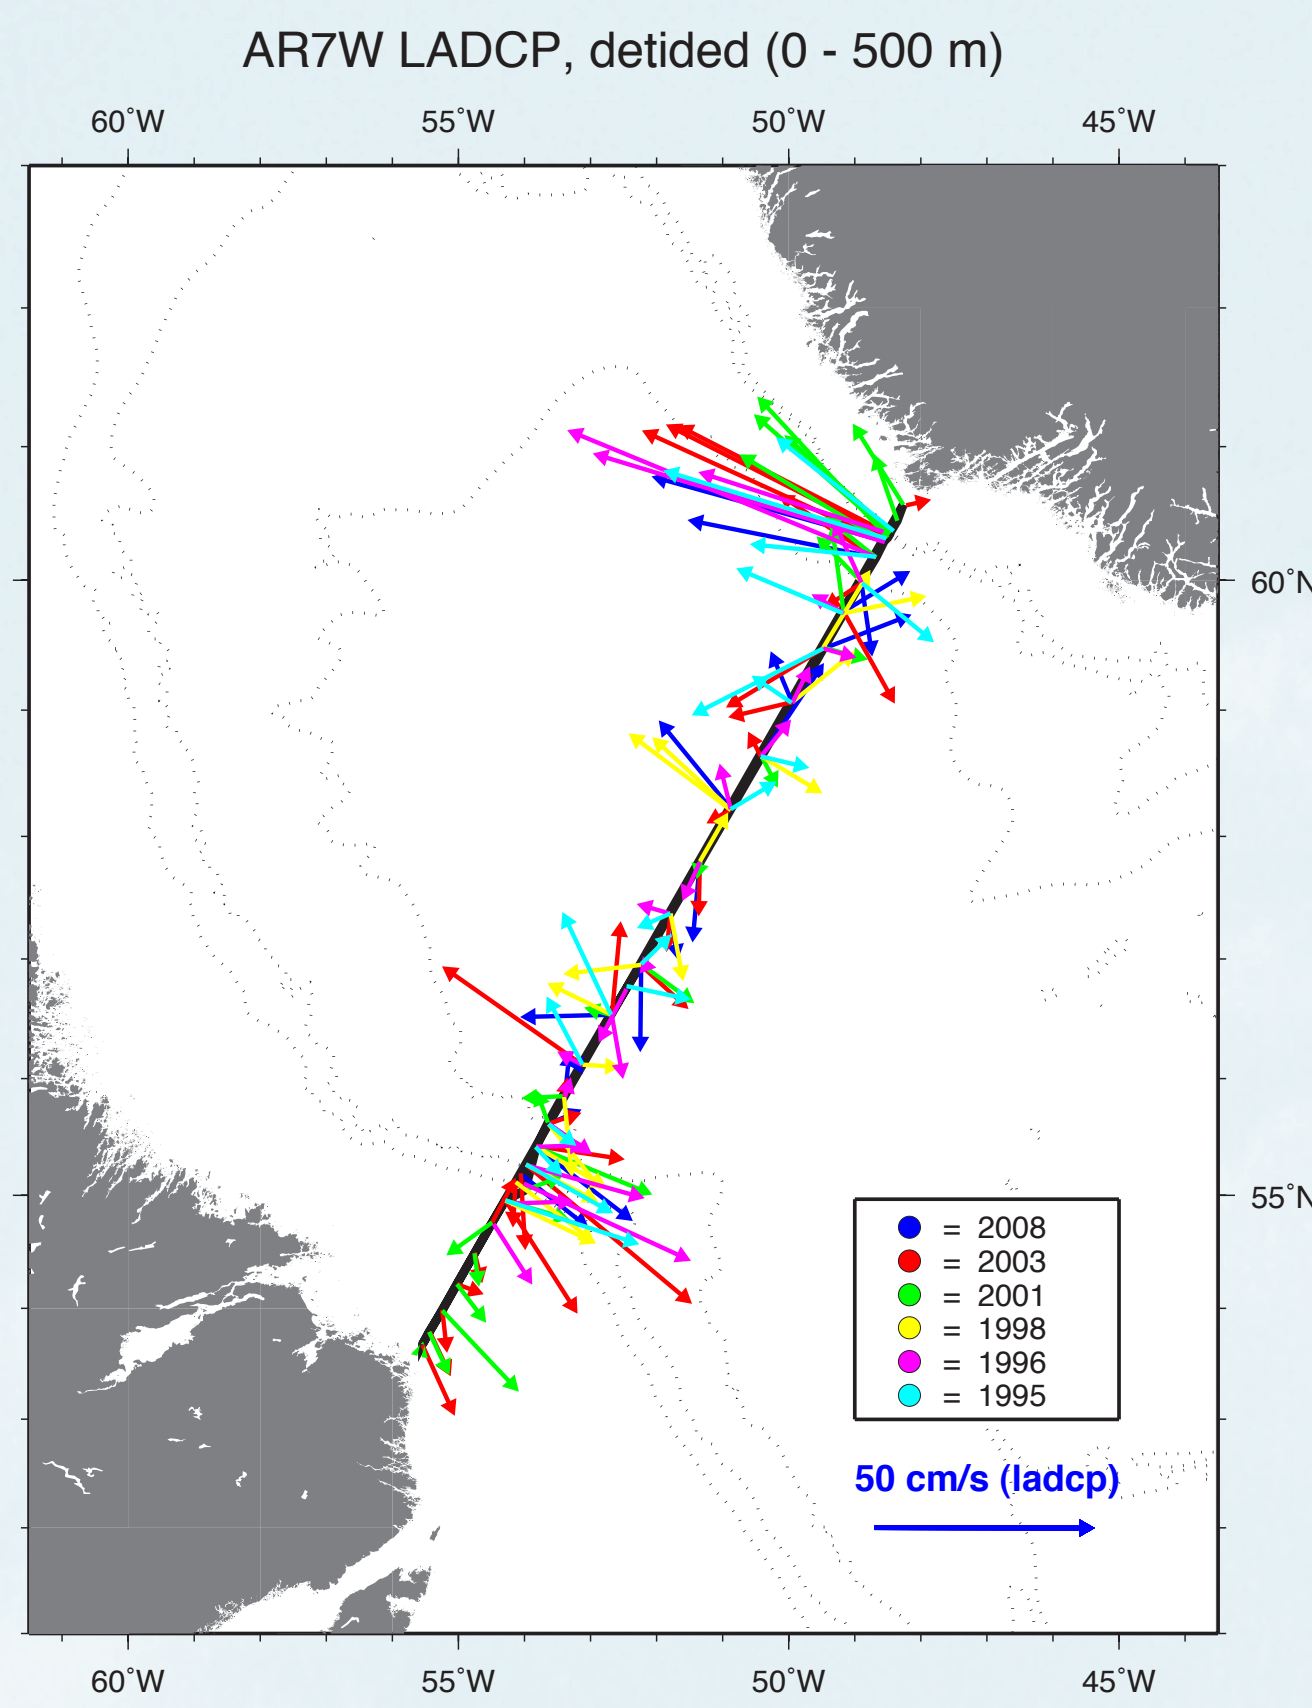 AR7W LADCP, detided (0 - 500 m)
60˚W 55˚W 50˚W 45˚W
60˚N
55˚N
= 2008
= 2003
= 2001
= 1998
= 1996
= 1995
50 cm/s (ladcp)
60˚W 55˚W 50˚W 45˚W